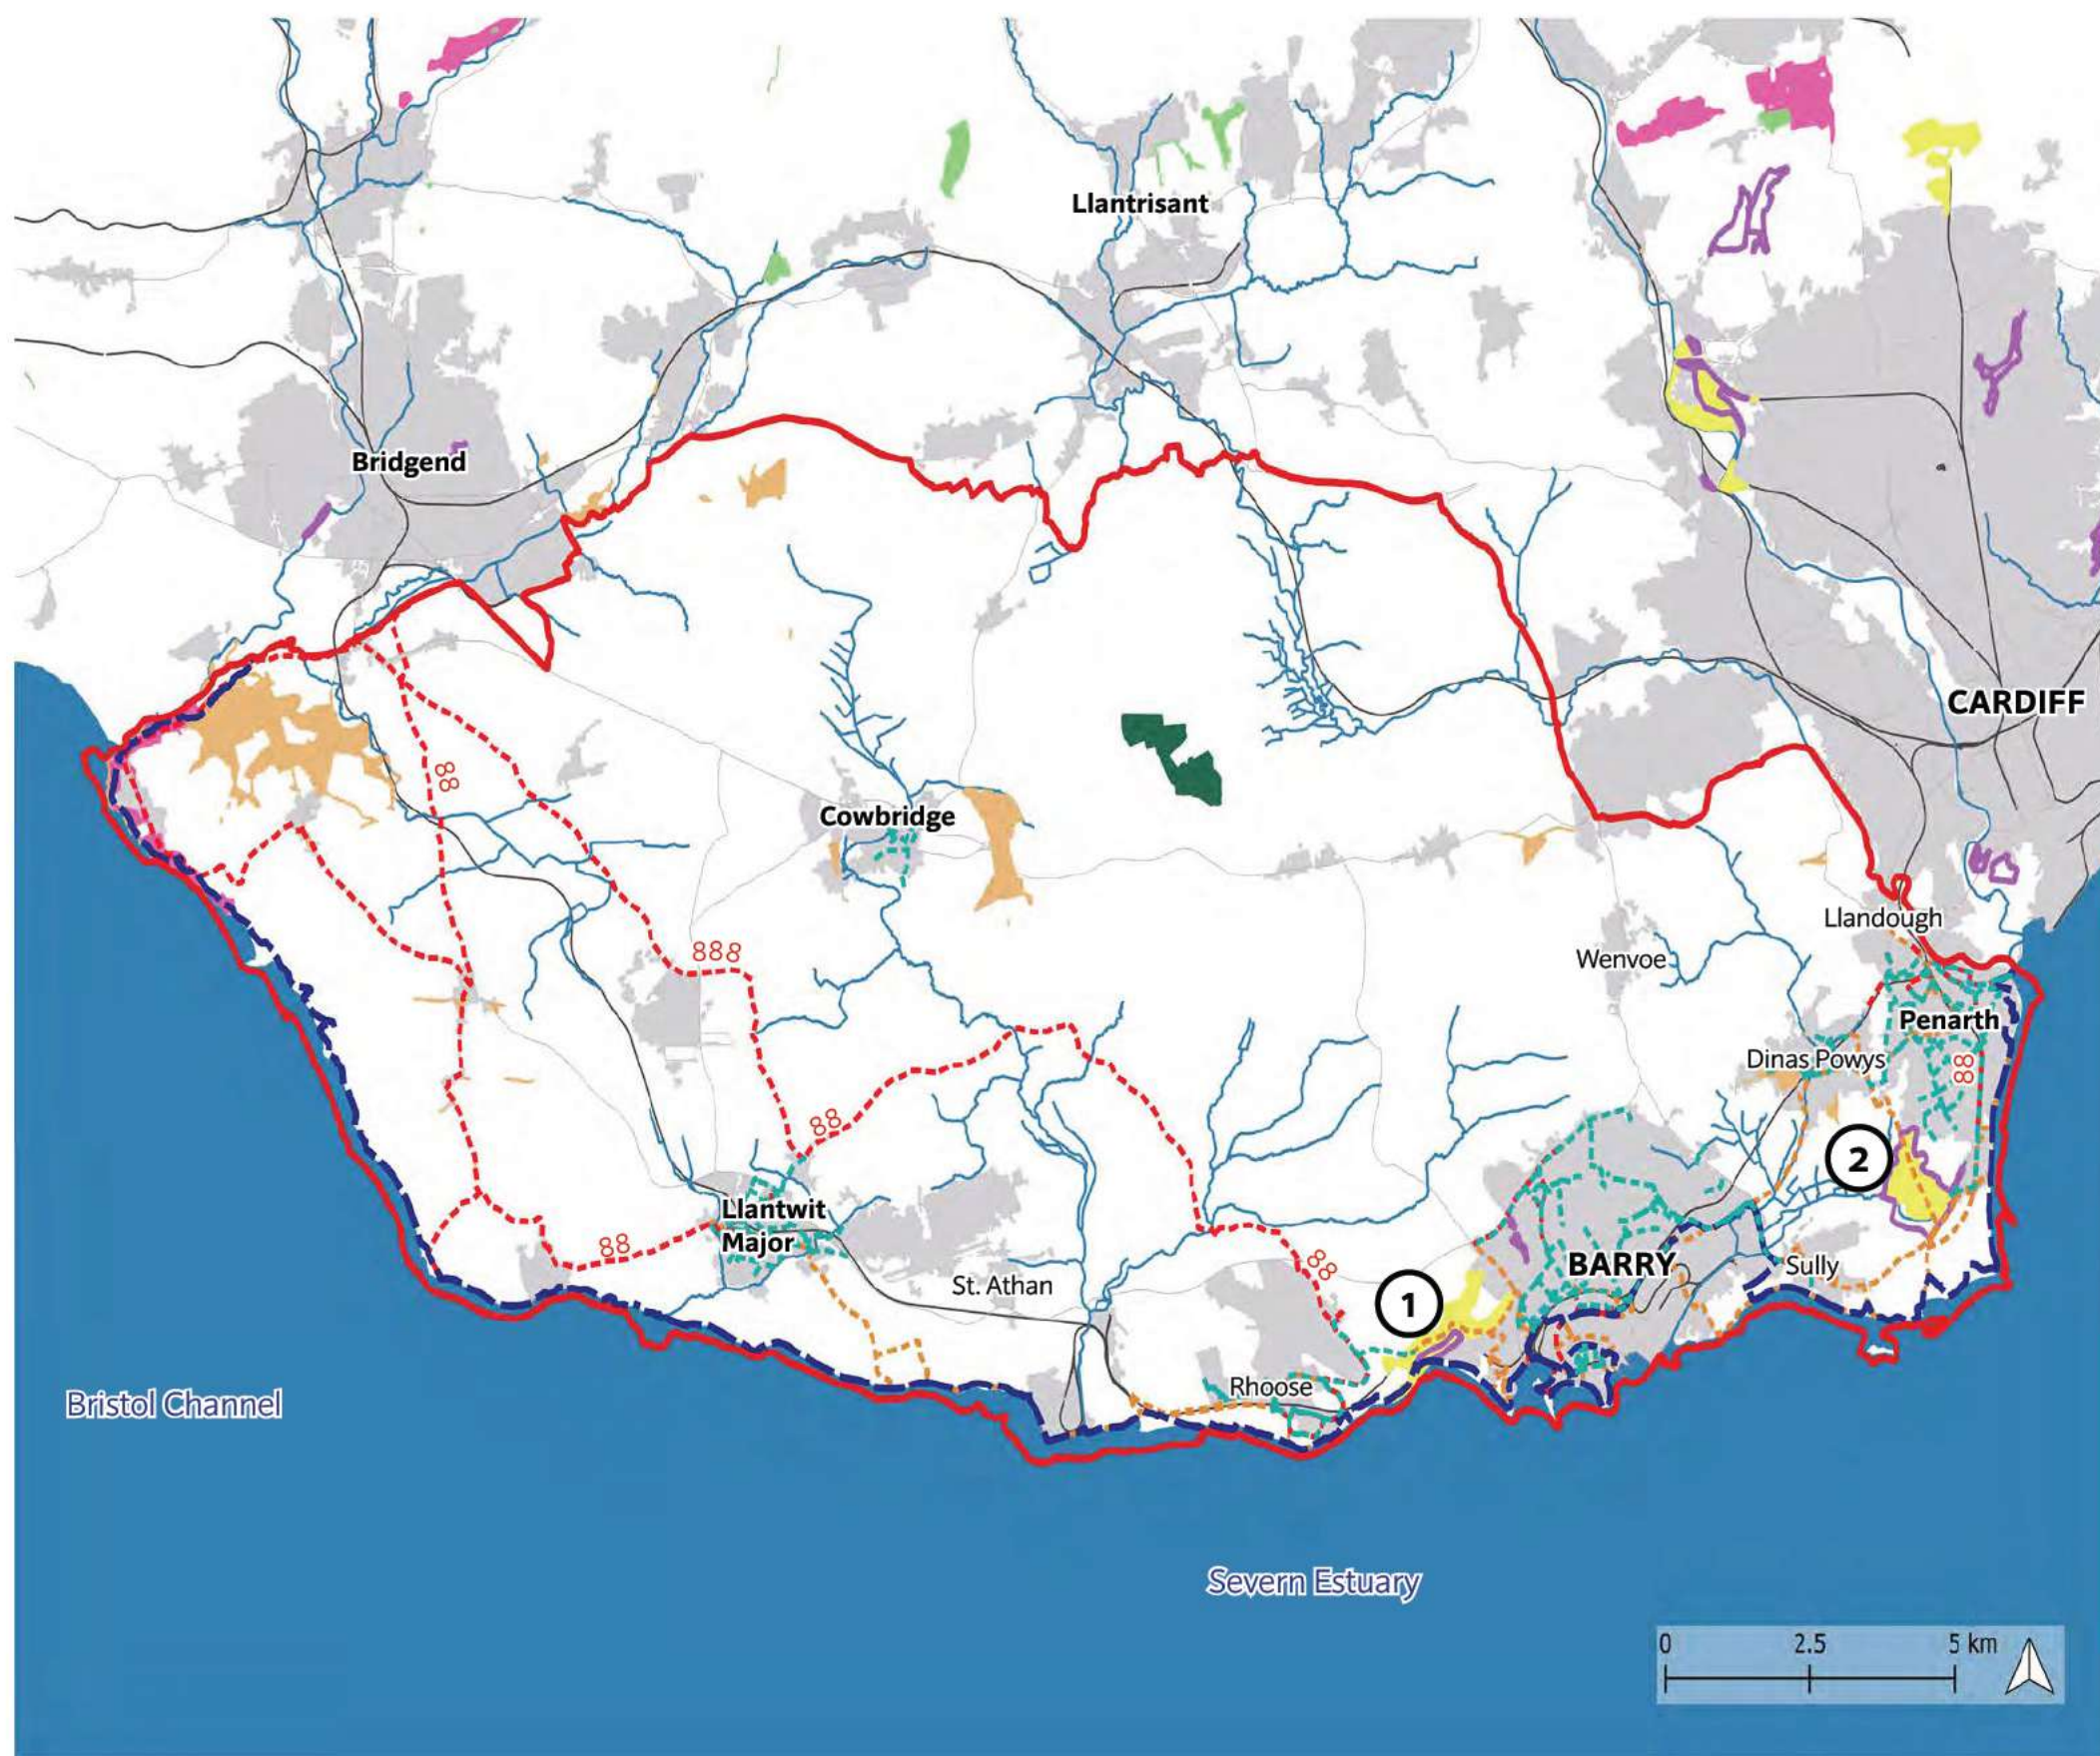 Llantrisant
Bridgend
CARDIFF
88
Cowbridge
Llandough
888
Wenvoe
Penarth
Dinas Powys
88
88
2
Llantwit
Major
88
BARRY
Sully
88
St. Athan
1
Rhoose
Bristol Channel
Severn Estuary
0 2.5 5 km